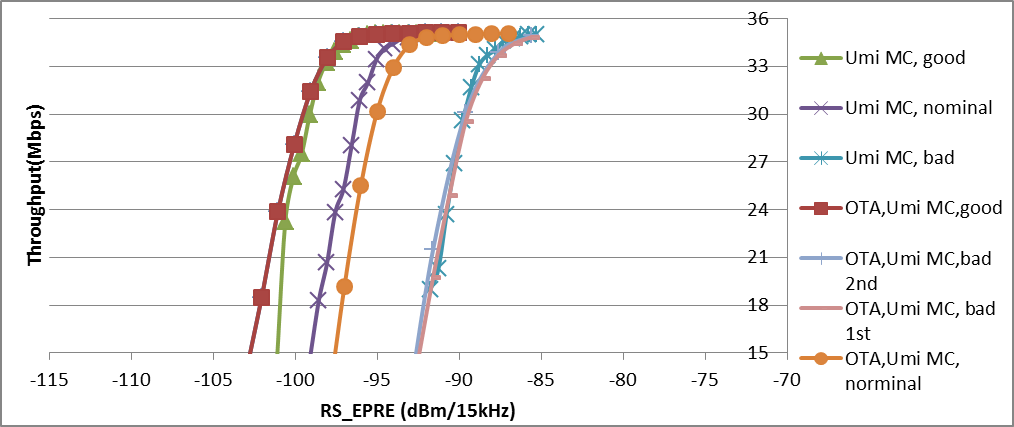 Throughput(Mbps)
36
33
30
27
24
21
18
15
-115
-110
-105
-100
-95
-90
-85
-80
-75
-70
RS_EPRE (dBm/15kHz)
Umi MC, good
Umi MC, nominal
Umi MC, bad
OTA,Umi MC,good
OTA,Umi MC,bad
2nd
OTA,Umi MC, bad
1st
OTA,Umi MC,
norminal